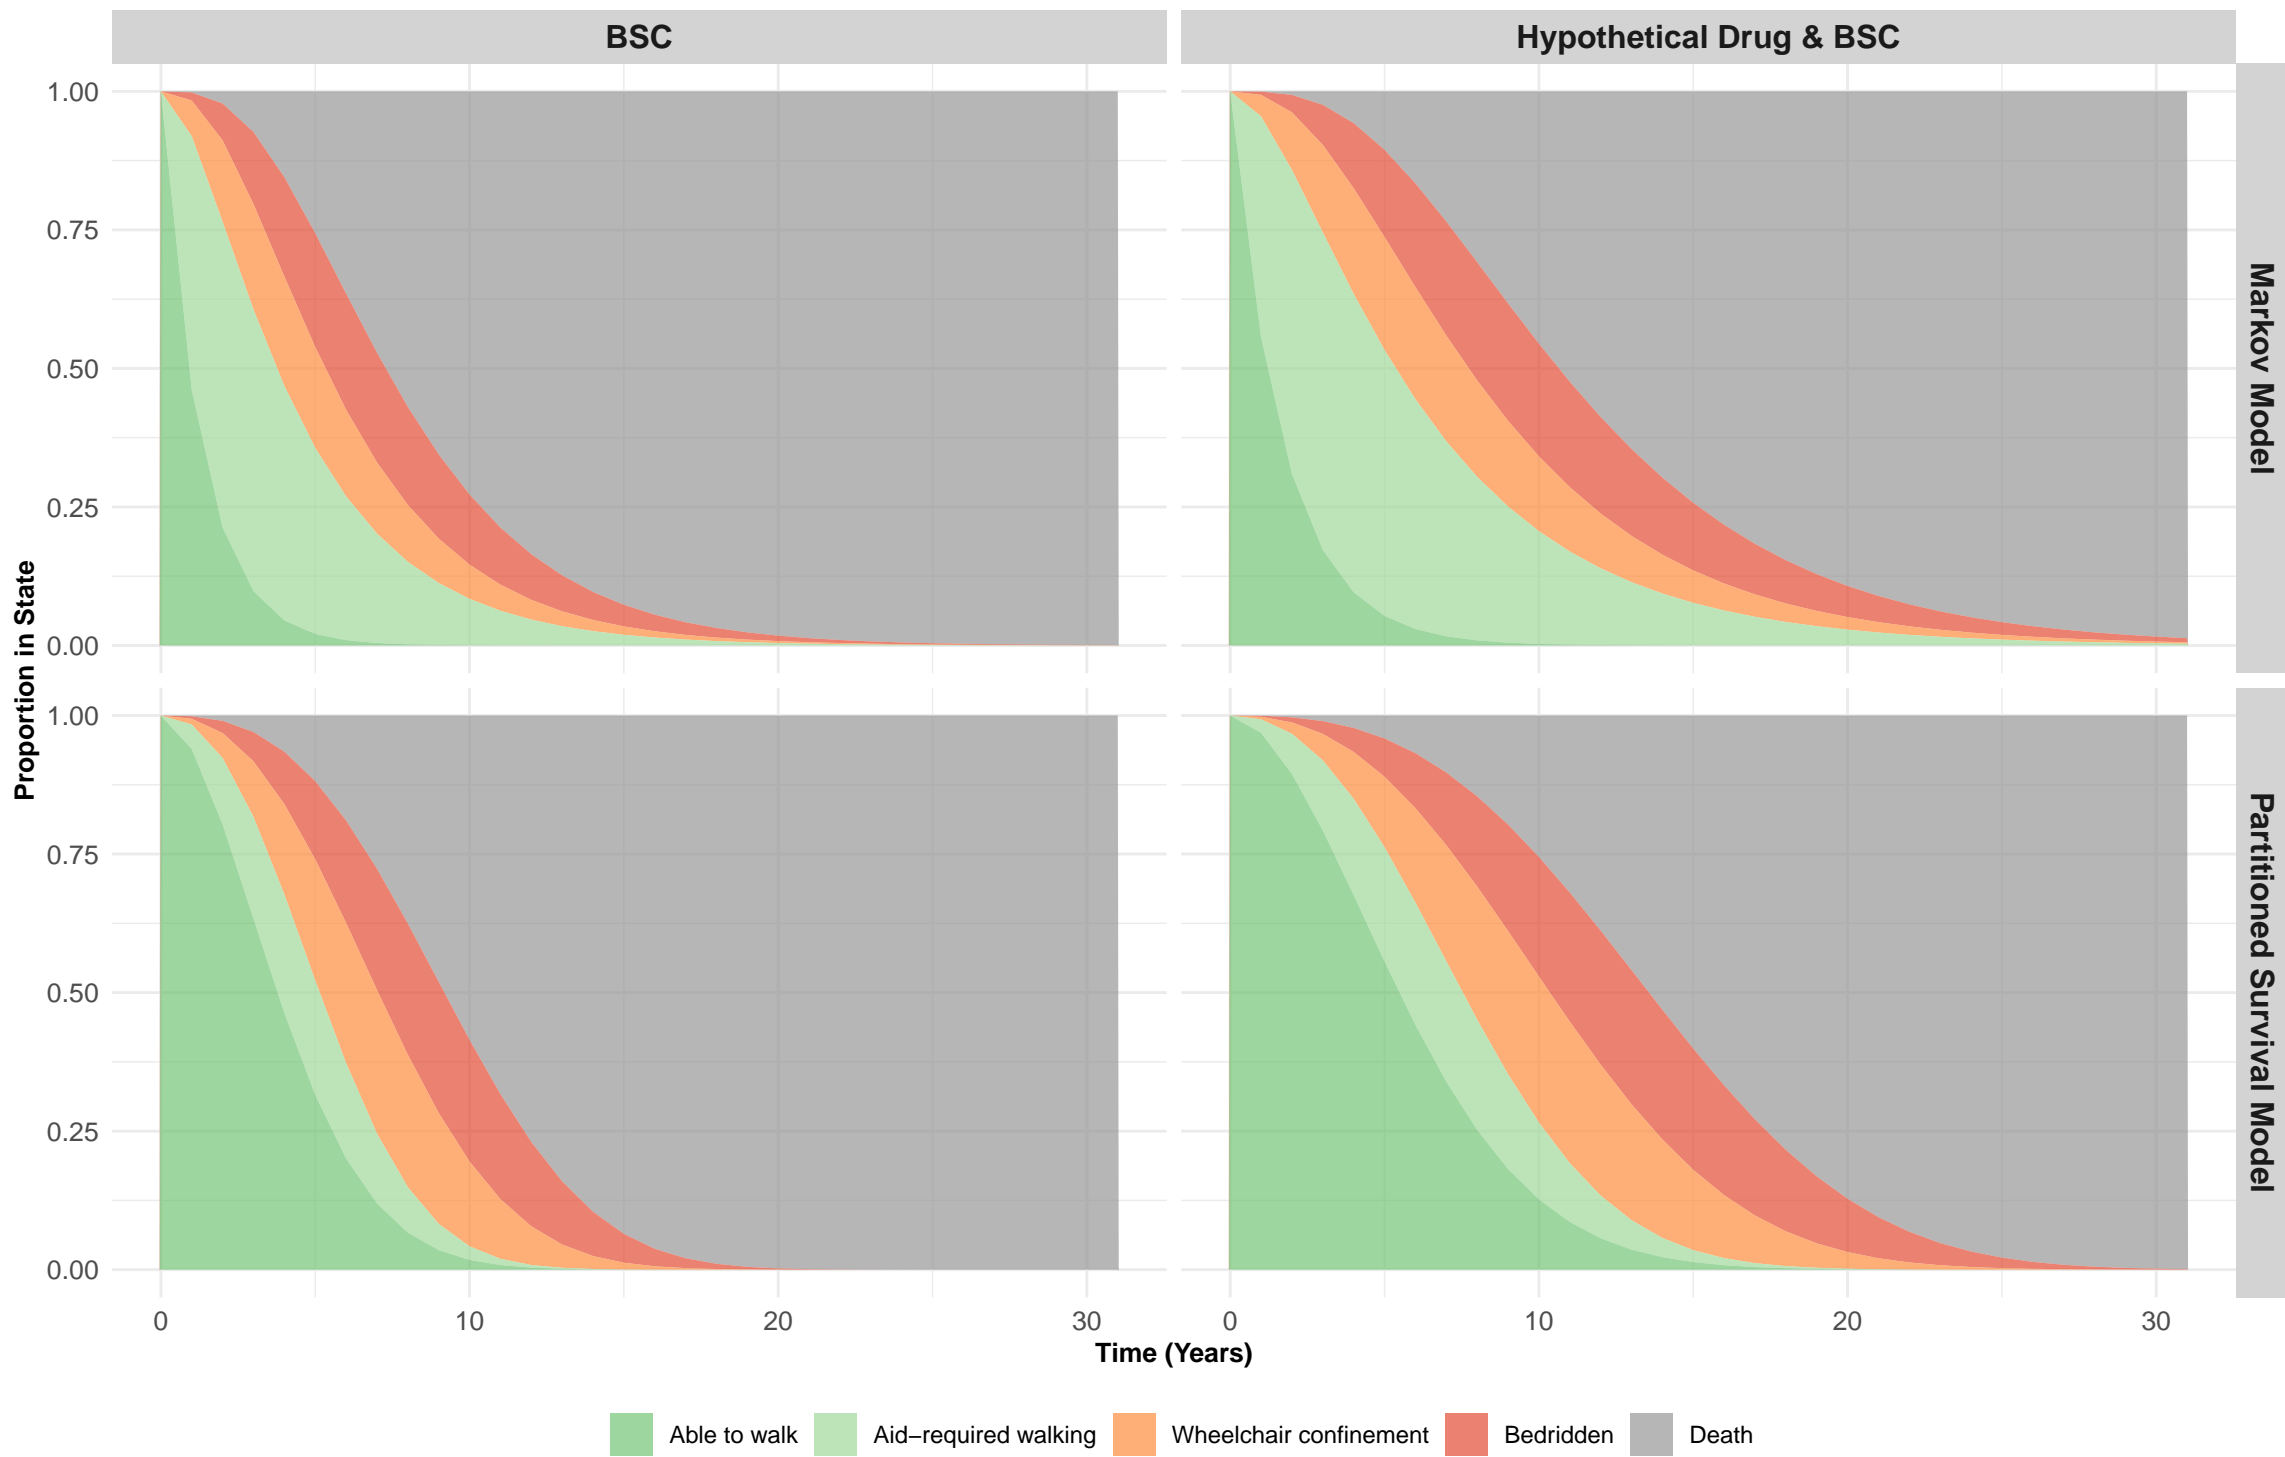 BSC
Hypothetical Drug & BSC
1.00
0.75
0.50
0.25
0.00
Markov Model
Proportion in State
1.00
0.75
0.50
0.25
0.00
Partitioned Survival Model
0 10 20 30
0 10 20 30
Time (Years)
Able to walk Aid−required walking Wheelchair confinement Bedridden Death